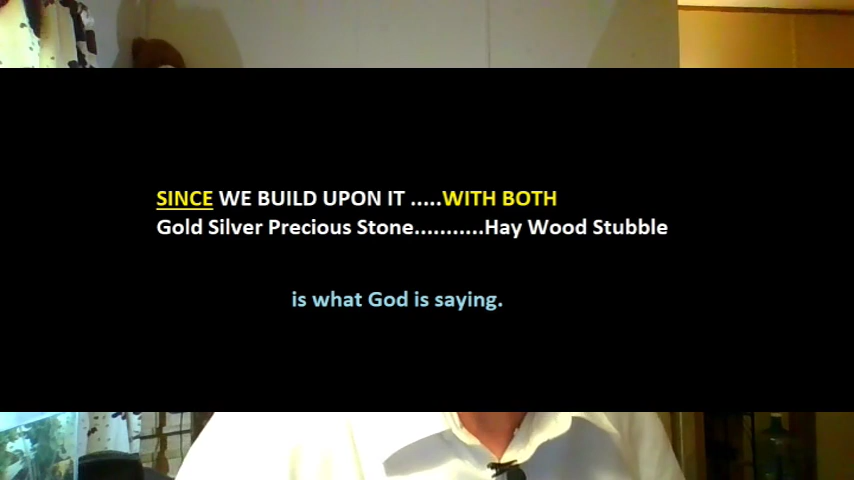 SINCE WE BUILD UPON IT .....WITH BOTH
Gold Silver Precious Stone...........Hay Wood Stubble
is what God is saying.